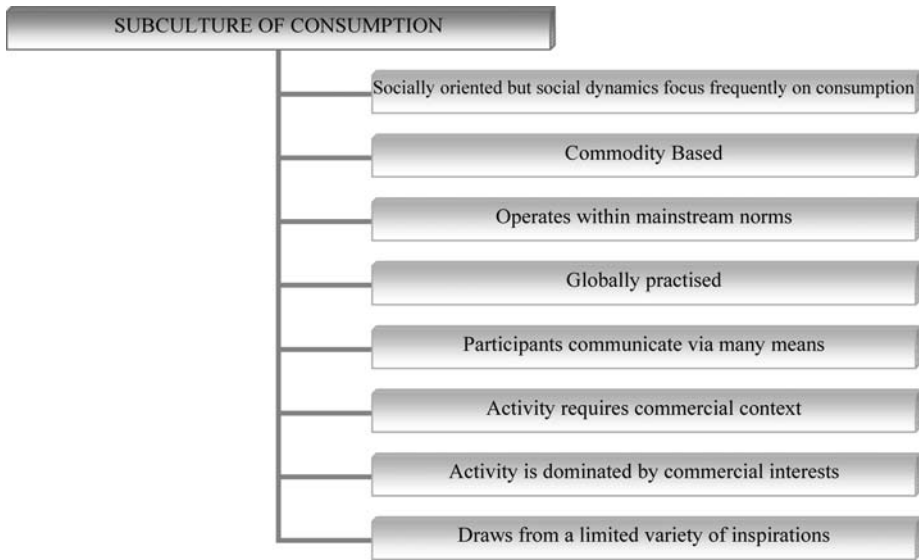 SUBCULTURE OF CONSUMPTION
Socially oriented but social dynamics focus frequently on consumption
Commodity Based
Operates within mainstream norms
Globally practised
Participants communicate via many means
Activity requires commercial context
Activity is dominated by commercial interests
Draws from a limited variety of inspirations